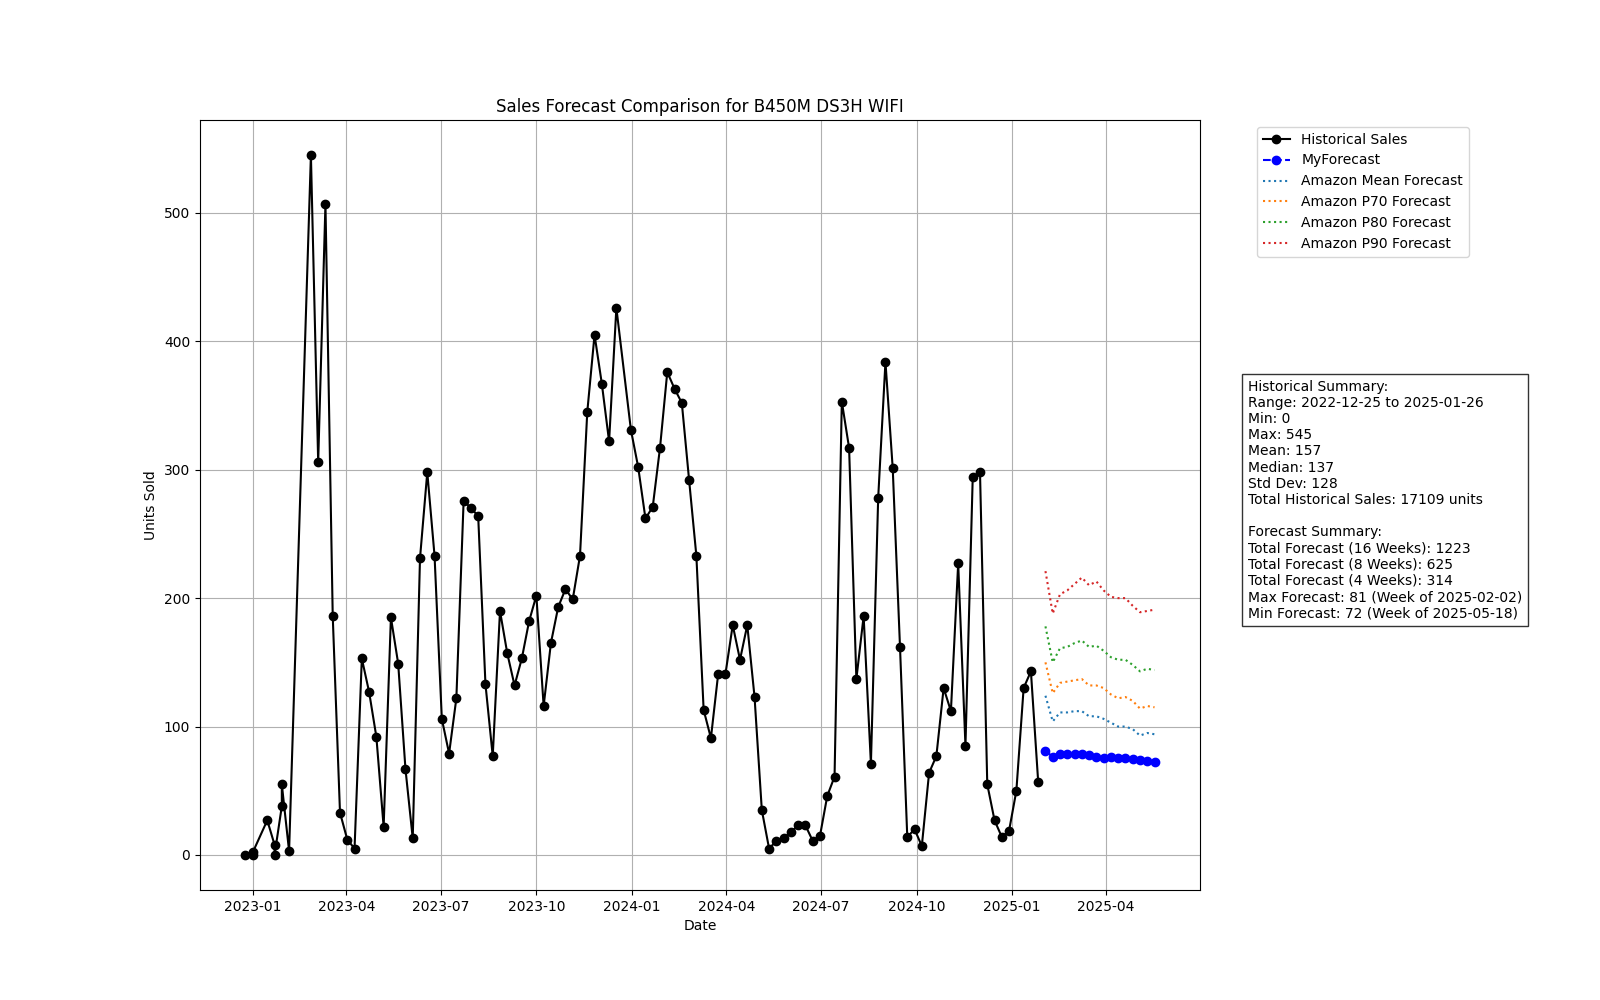 Sales Forecast Comparison for B450M DS3H WIFI
Historical Sales
MyForecast
Amazon Mean Forecast
Amazon P70 Forecast
Amazon P80 Forecast
Amazon P90 Forecast
500
400
300
200
100
0
Units Sold
2023-01
2023-04
2023-07
2023-10
2024-01
2024-04
2024-07
2024-10
2025-01
2025-04
Date
Historical Summary:
Range: 2022-12-25 to 2025-01-26
Min: 0
Max: 545
Mean: 157
Median: 137
Std Dev: 128
Total Historical Sales: 17109 units
Forecast Summary:
Total Forecast (16 Weeks): 1223
Total Forecast (8 Weeks): 625
Total Forecast (4 Weeks): 314
Max Forecast: 81 (Week of 2025-02-02)
Min Forecast: 72 (Week of 2025-05-18)